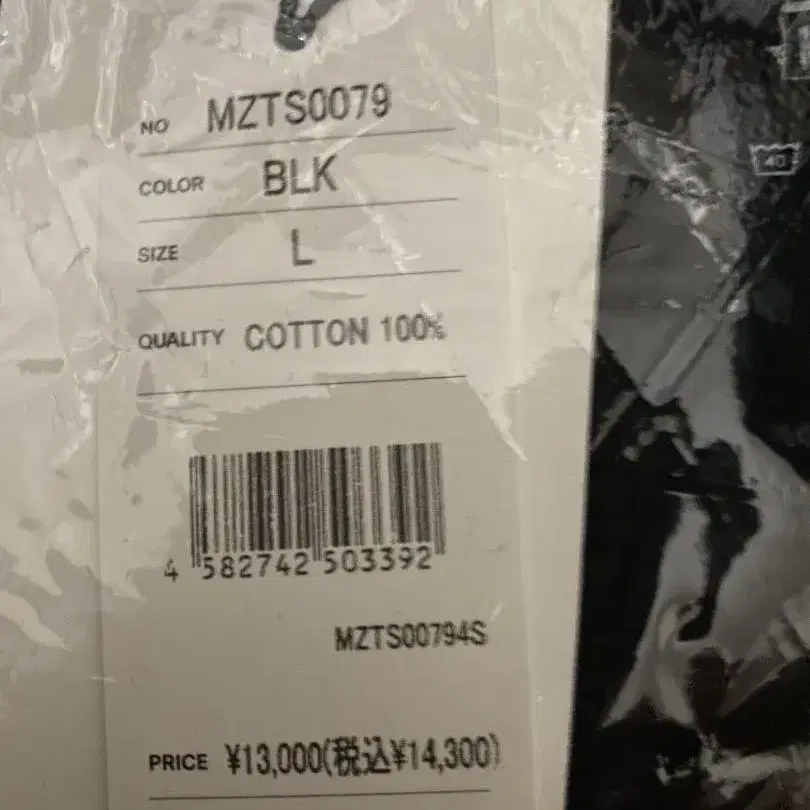 NO MZTS0079
COLOR BLK
SIZE L
QUALITY COTTON 100%
4 582742 503392
MZTS00794S
PRICE ¥13,000(税込¥14,300)
40